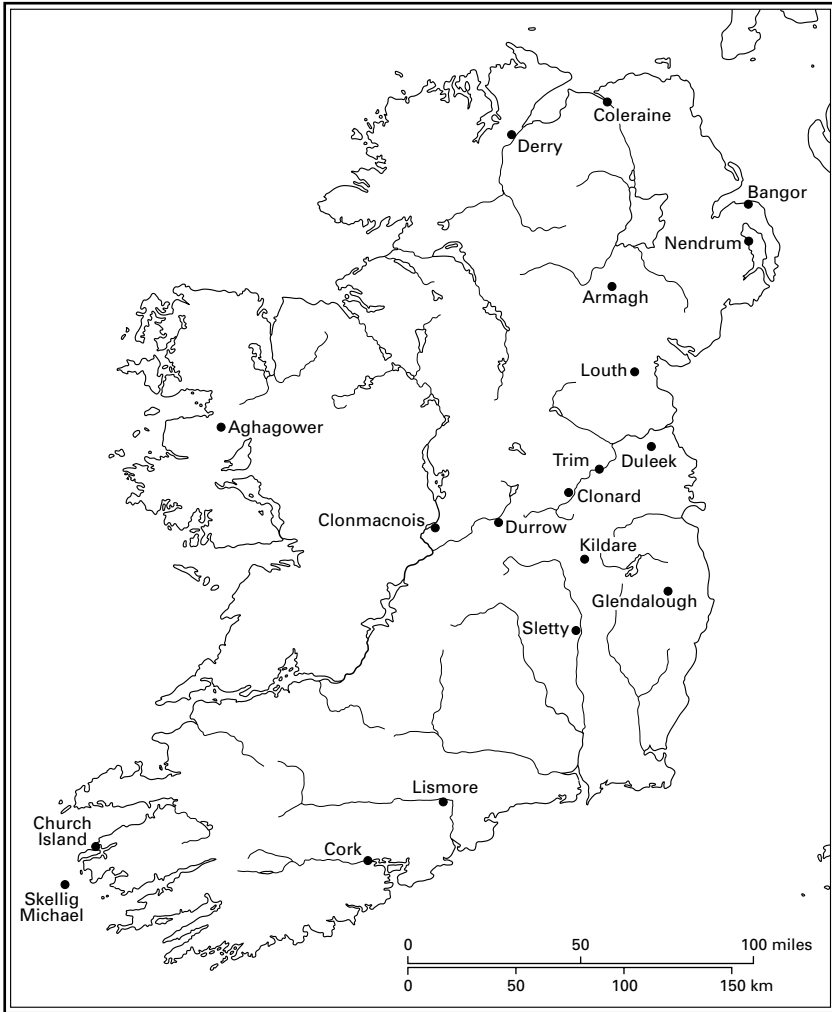 Coleraine
Derry
Bangor
Nendrum
Armagh
Louth
Aghagower
Trim
Duleek
Clonard
Clonmacnois
Durrow
Kildare
Glendalough
Sletty
Lismore
Church
Island
Cork
Skellig
Michael
0 50 100 miles
0 50 100 150 km